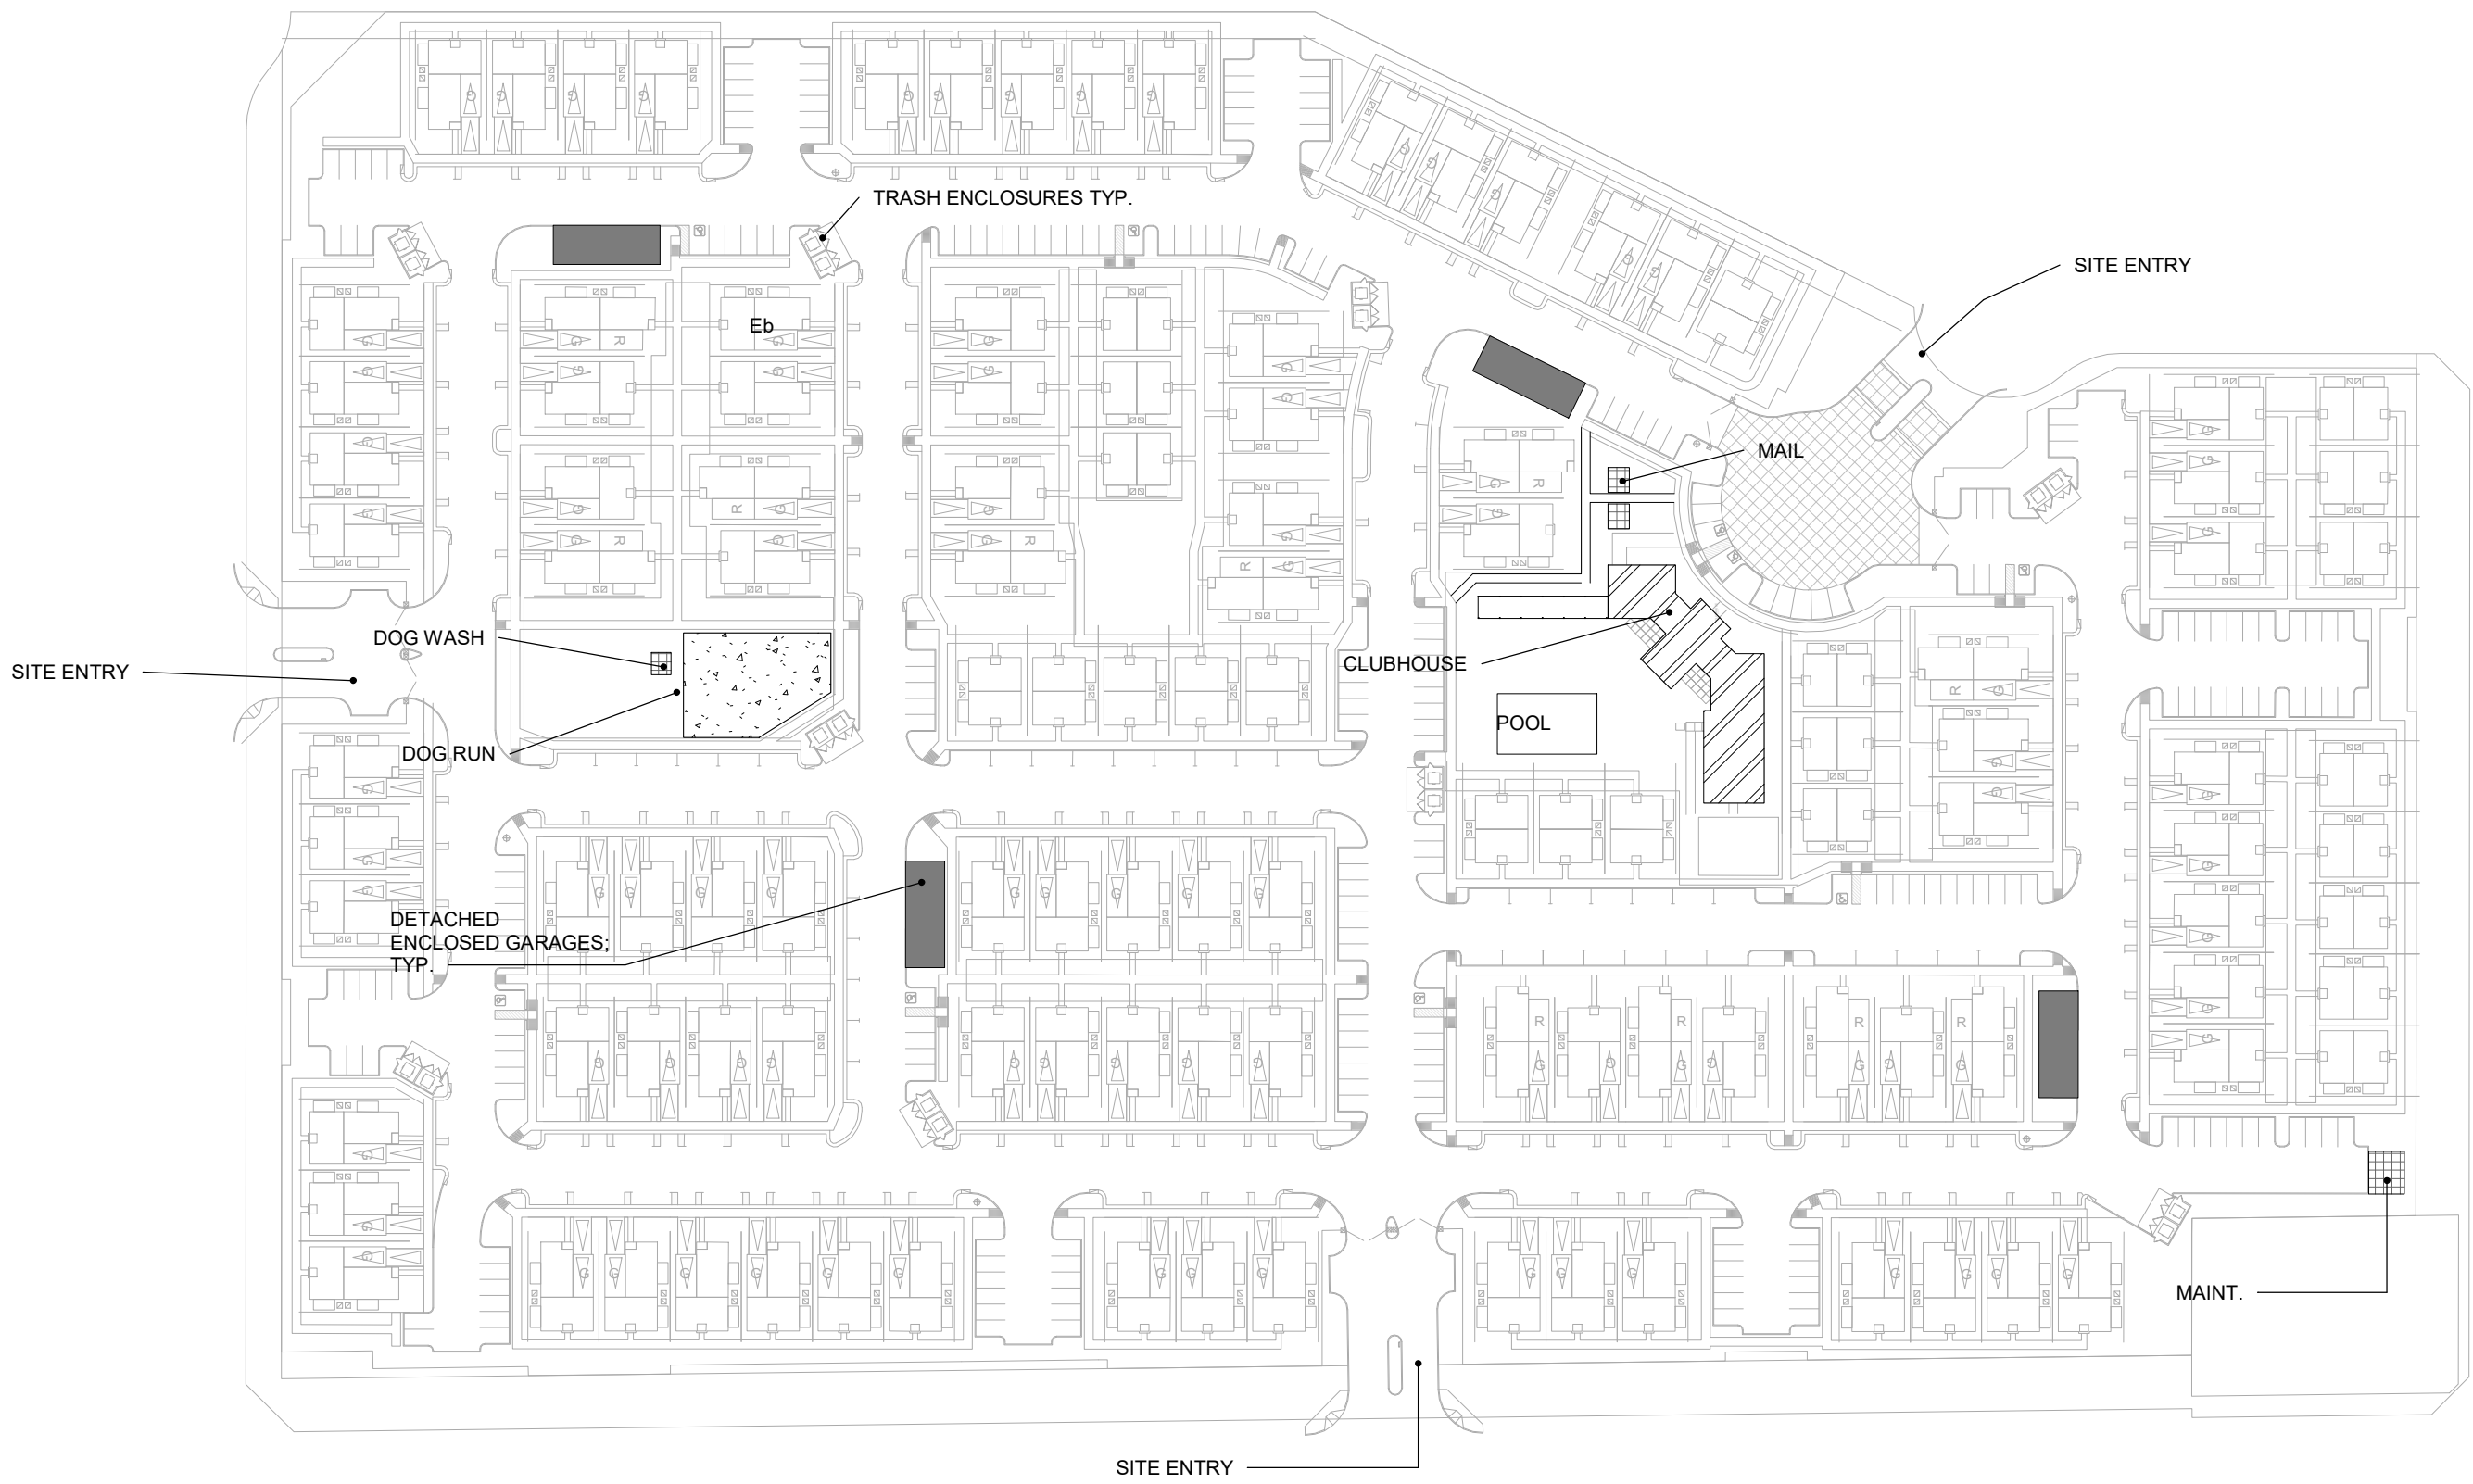 TRASH ENCLOSURES TYP.
SITE ENTRY
Eb
MAIL
DOG WASH
SITE ENTRY
CLUBHOUSE
POOL
DOG RUN
DETACHED
ENCLOSED GARAGES;
TYP.
MAINT.
SITE ENTRY